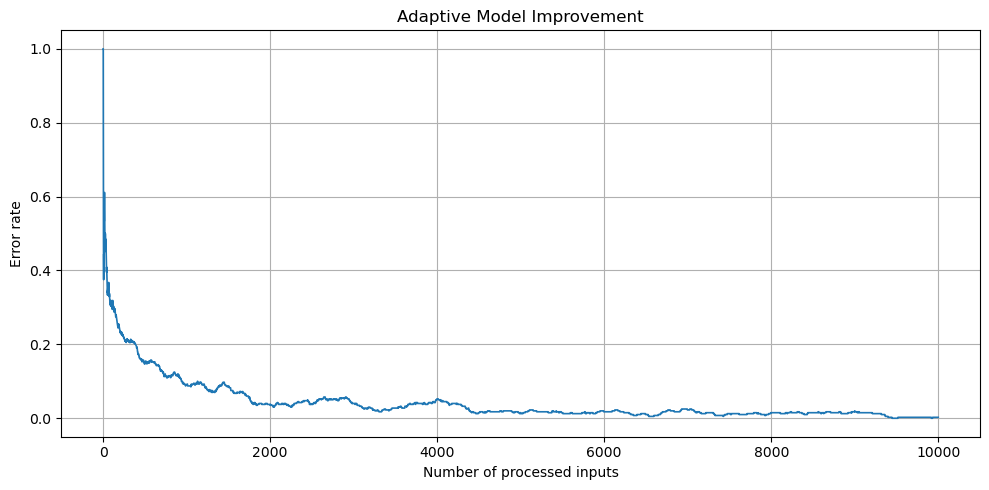 Adaptive Model Improvement
1.0
0.8
0.6
0.4
0.2
0.0
Error rate
0 2000 4000 6000 8000 10000
Number of processed inputs